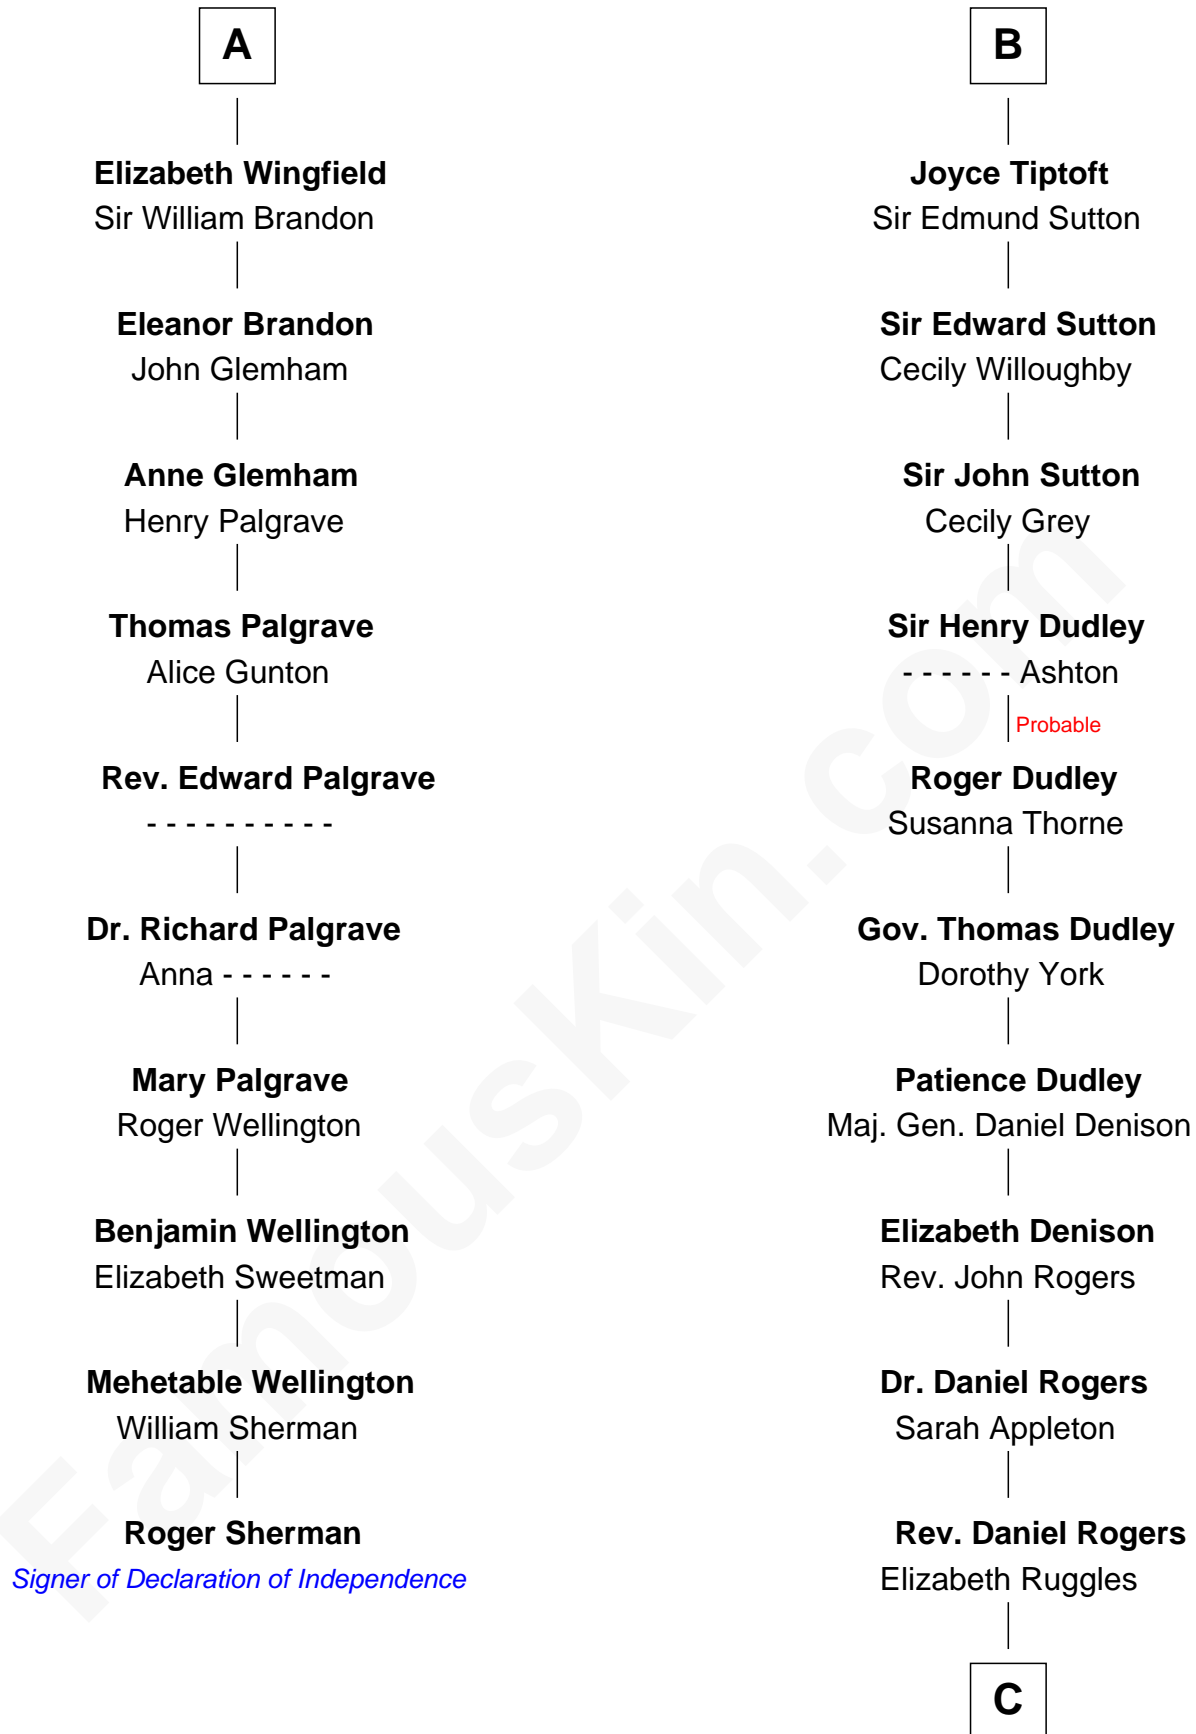 A
Elizabeth Wingfield
Sir William Brandon
Eleanor Brandon
John Glemham
Anne Glemham
Henry Palgrave
Thomas Palgrave
Alice Gunton
Rev. Edward Palgrave
- - - - - - - - - -
Dr. Richard Palgrave
Anna - - - - - -
Mary Palgrave
Roger Wellington
Benjamin Wellington
Elizabeth Sweetman
Mehetable Wellington
William Sherman
Roger Sherman
Signer of Declaration of Independence
B
Joyce Tiptoft
Sir Edmund Sutton
Sir Edward Sutton
Cecily Willoughby
Sir John Sutton
Cecily Grey
Sir Henry Dudley
- - - - - - Ashton
Probable
Roger Dudley
Susanna Thorne
Gov. Thomas Dudley
Dorothy York
Patience Dudley
Maj. Gen. Daniel Denison
Elizabeth Denison
Rev. John Rogers
Dr. Daniel Rogers
Sarah Appleton
Rev. Daniel Rogers
Elizabeth Ruggles
C
FamousKin.com